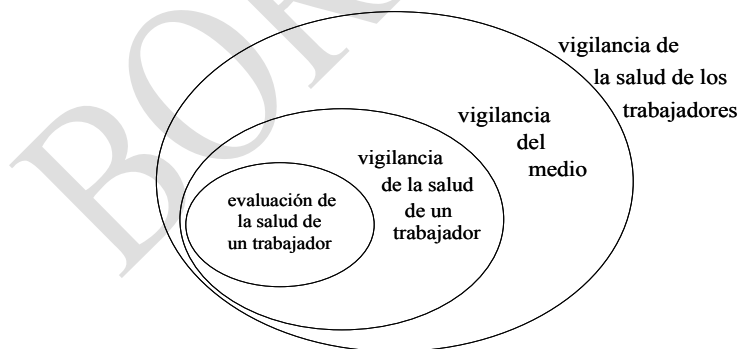 vigilancia de
la salud de los
trabajadores
vigilancia
del
medio
vigilancia
de la salud
de un
trabajador
evaluación de
la salud de
un trabajador